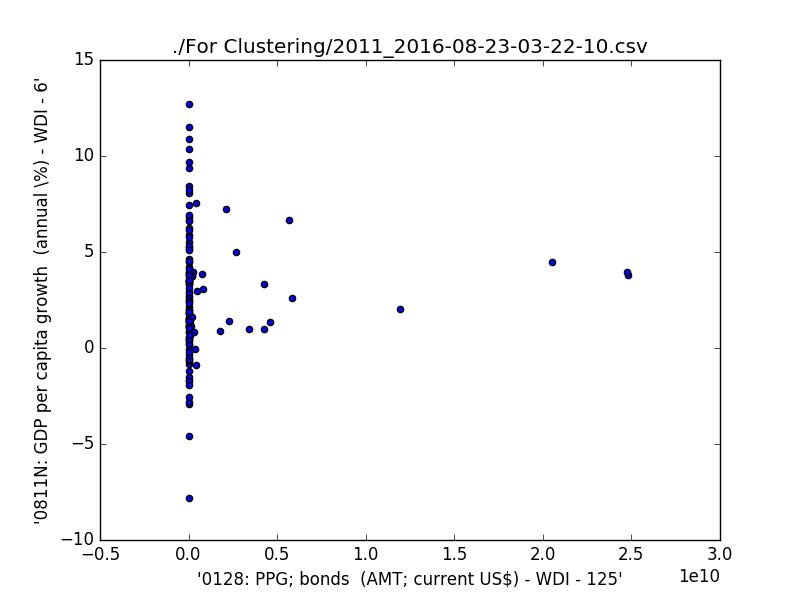 ./For Clustering/2011_2016-08-23-03-22-10.csv
15
10
5
0
−5
−10
'0811N: GDP per capita growth  (annual \%) - WDI - 6'
−0.5 0.0 0.5 1.0 1.5 2.0 2.5 3.0
1e10
'0128: PPG; bonds  (AMT; current US$) - WDI - 125'